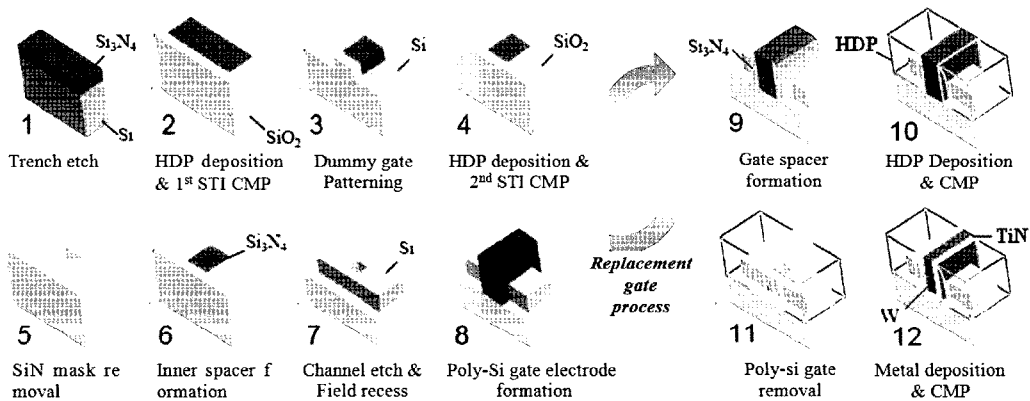 Si3N4
1
Si
Trench etch
2
SiO2
HDP deposition
& 1st STI CMP
Si
3
Dummy gate
Patterning
SiO2
4
HDP deposition &
2nd STI CMP
Si3N4
9
Gate spacer
formation
HDP
10
HDP Deposition
& CMP
5
SiN mask re
moval
Si3N4
6
Inner spacer f
ormation
Si
7
Channel etch &
Field recess
8
Poly-Si gate electrode
formation
Replacement
gate
process
11
Poly-si gate
removal
TiN
W
12
Metal deposition
& CMP